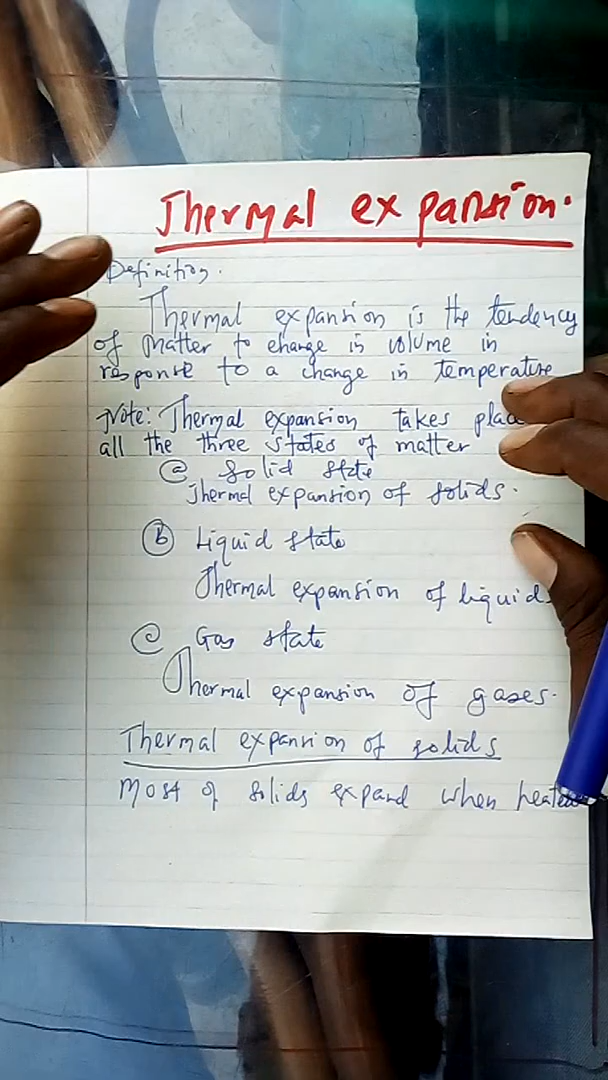 Thermal expansion.
Definition.
Thermal expansion is the tendency
of matter to change in volume in
response to a change in temperature
Note: Thermal expansion takes place
all the three states of matter
(a) Solid state
Thermal expansion of solids.
(b) Liquid state
Thermal expansion of liquids
(c) Gas state
Thermal expansion of gases.
Thermal expansion of solids
Most of solids expand when heated